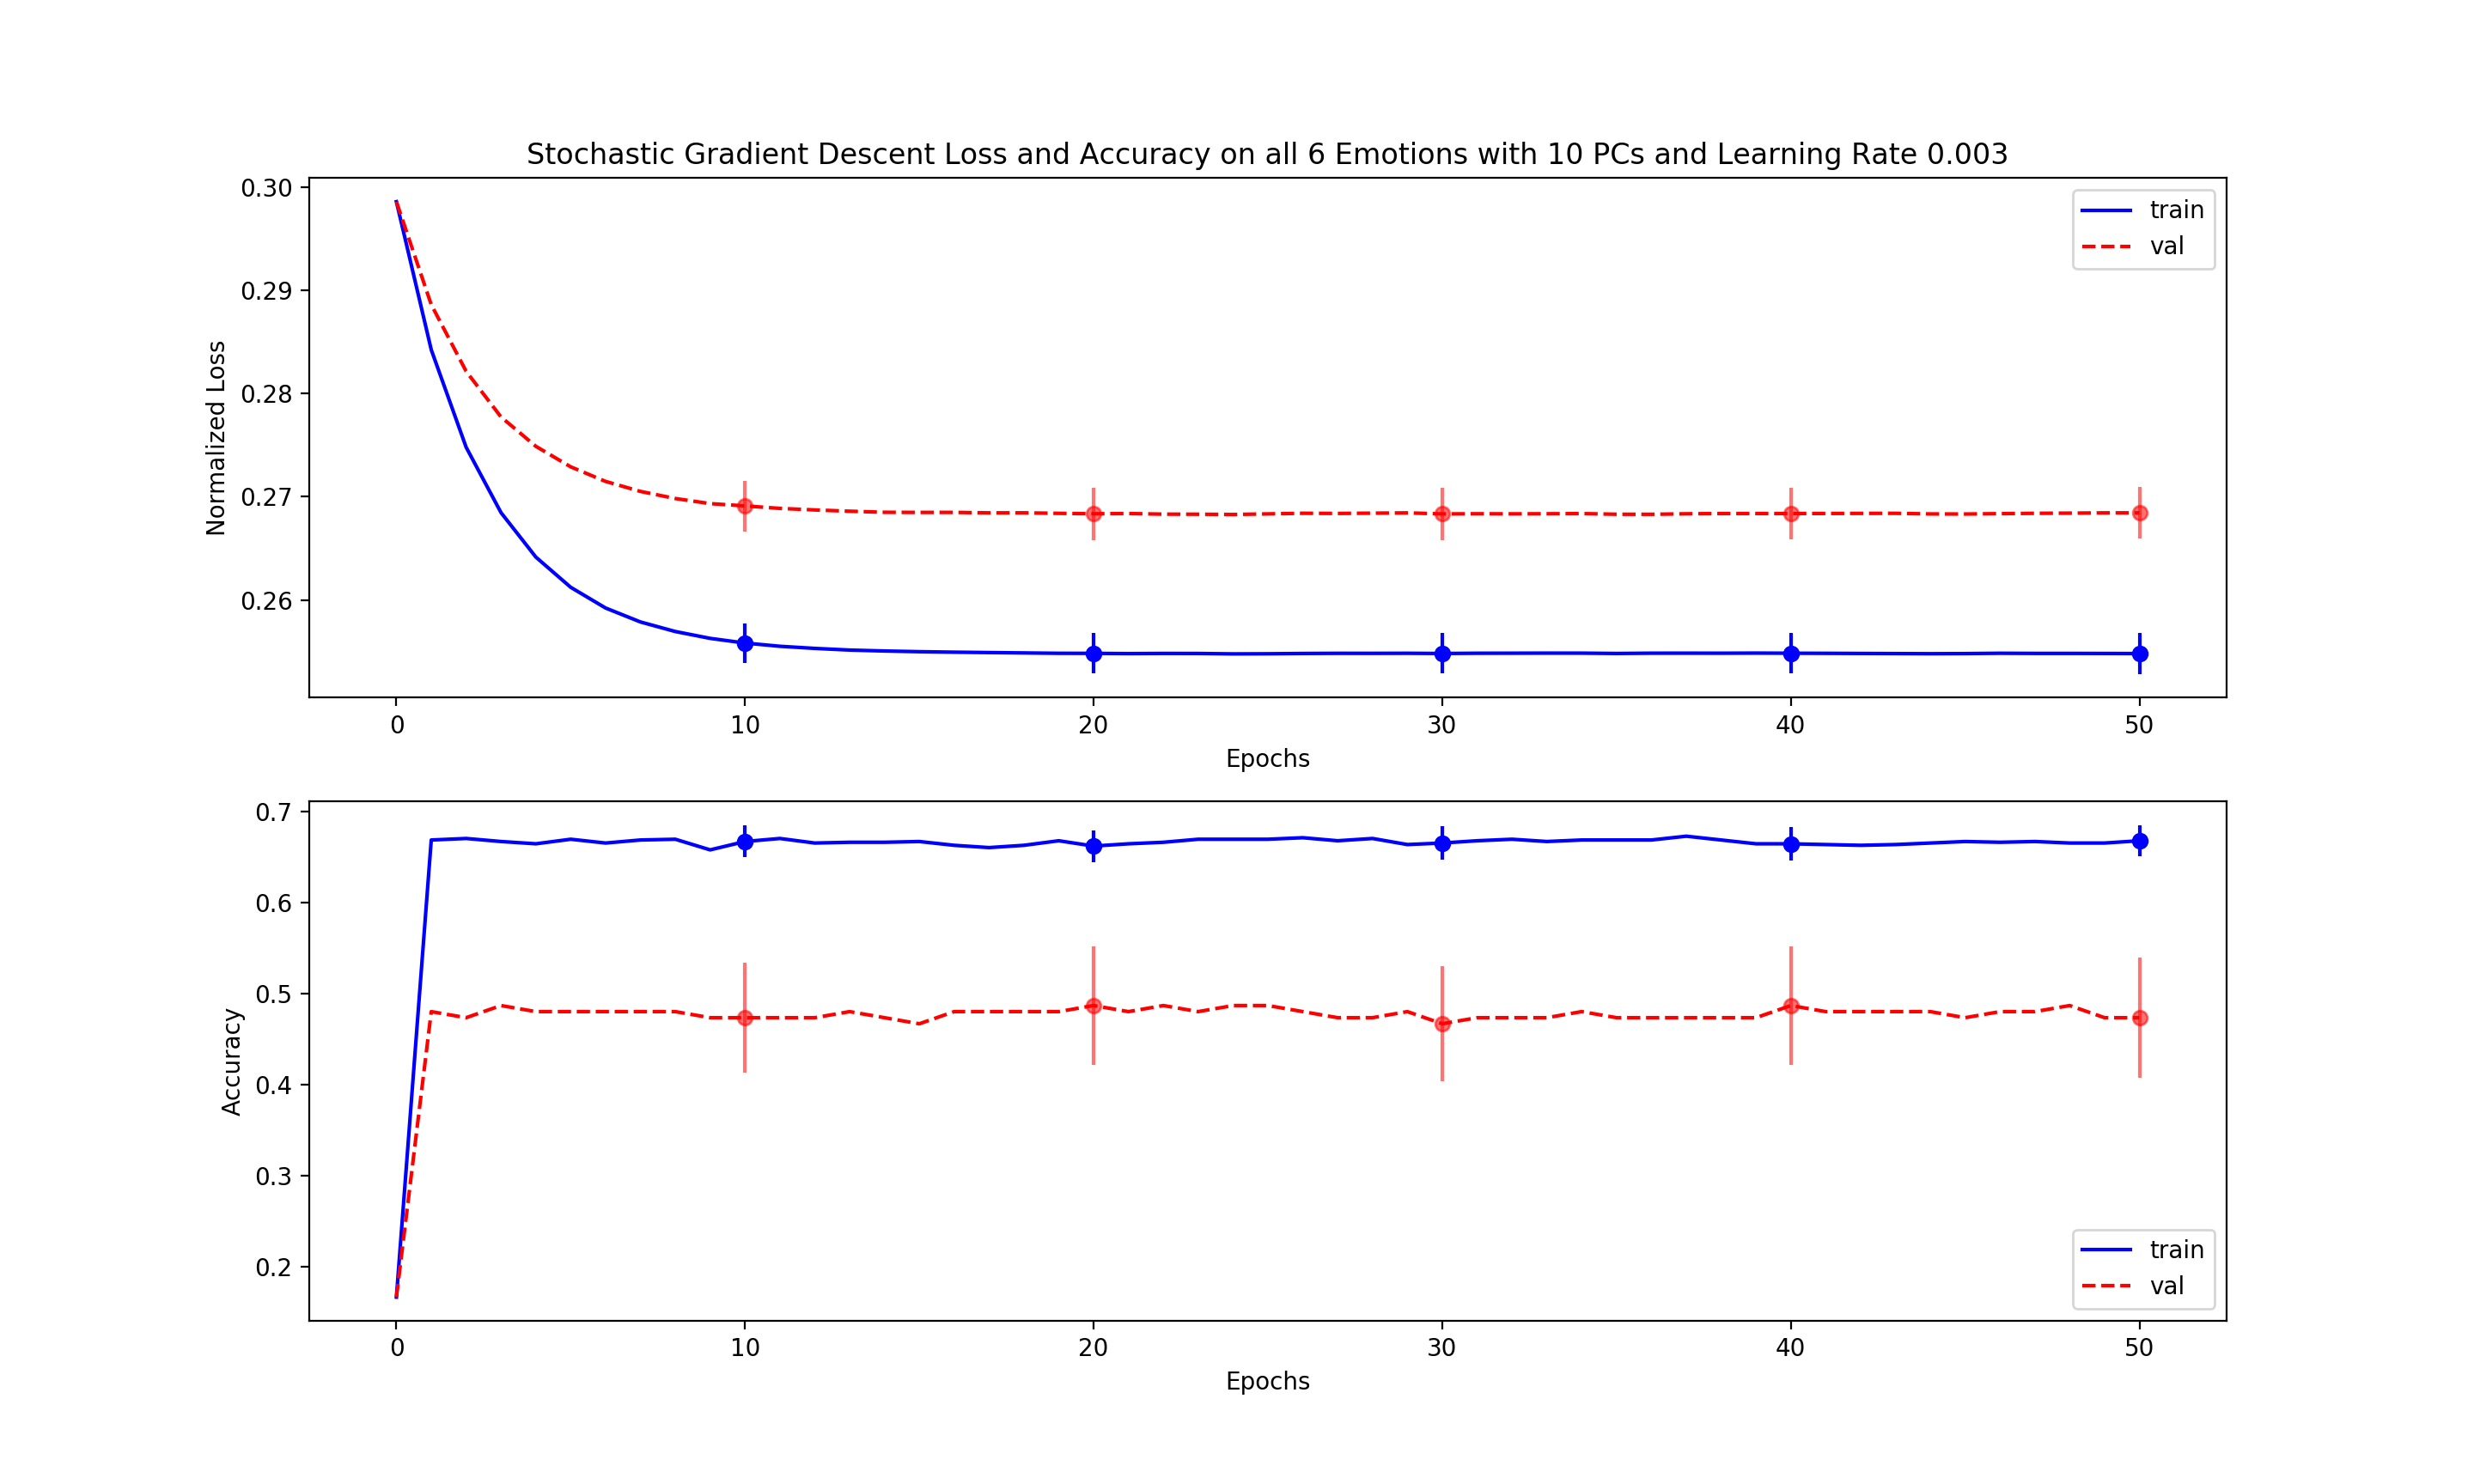 Stochastic Gradient Descent Loss and Accuracy on all 6 Emotions with 10 PCs and Learning Rate 0.003
0.30
0.29
0.28
0.27
0.26
Normalized Loss
train
val
0 10 20 30 40 50
Epochs
0.7
0.6
0.5
0.4
0.3
0.2
Accuracy
train
val
0 10 20 30 40 50
Epochs